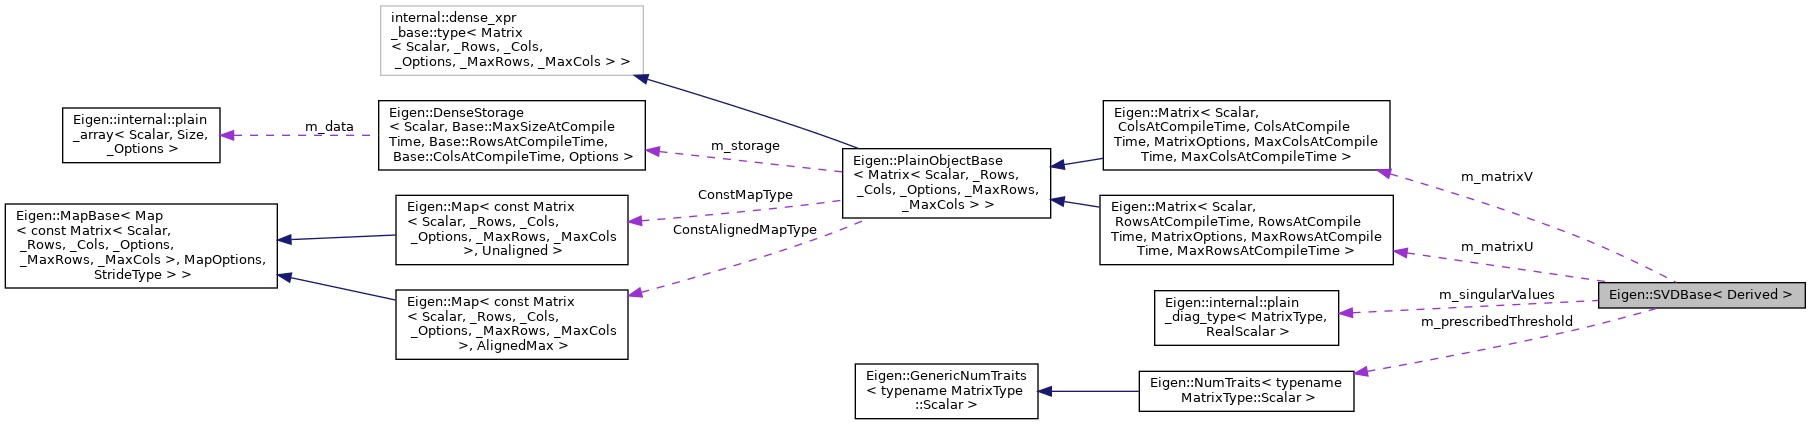 internal::dense_xpr
_base::type< Matrix
< Scalar, _Rows, _Cols,
_Options, _MaxRows, _MaxCols > >
Eigen::internal::plain
_array< Scalar, Size,
_Options >
m_data
Eigen::DenseStorage
< Scalar, Base::MaxSizeAtCompile
Time, Base::RowsAtCompileTime,
Base::ColsAtCompileTime, Options >
m_storage
Eigen::MapBase< Map
< const Matrix< Scalar,
_Rows, _Cols, _Options,
_MaxRows, _MaxCols >, MapOptions,
StrideType > >
Eigen::Map< const Matrix
< Scalar, _Rows, _Cols,
_Options, _MaxRows, _MaxCols
>, Unaligned >
ConstMapType
ConstAlignedMapType
Eigen::Map< const Matrix
< Scalar, _Rows, _Cols,
_Options, _MaxRows, _MaxCols
>, AlignedMax >
Eigen::PlainObjectBase
< Matrix< Scalar, _Rows,
_Cols, _Options, _MaxRows,
_MaxCols > >
Eigen::Matrix< Scalar,
ColsAtCompileTime, ColsAtCompile
Time, MatrixOptions, MaxColsAtCompile
Time, MaxColsAtCompileTime >
m_matrixV
Eigen::Matrix< Scalar,
RowsAtCompileTime, RowsAtCompile
Time, MatrixOptions, MaxRowsAtCompile
Time, MaxRowsAtCompileTime >
m_matrixU
Eigen::internal::plain
_diag_type< MatrixType,
RealScalar >
m_singularValues
m_prescribedThreshold
Eigen::SVDBase< Derived >
Eigen::GenericNumTraits
< typename MatrixType
::Scalar >
Eigen::NumTraits< typename
MatrixType::Scalar >